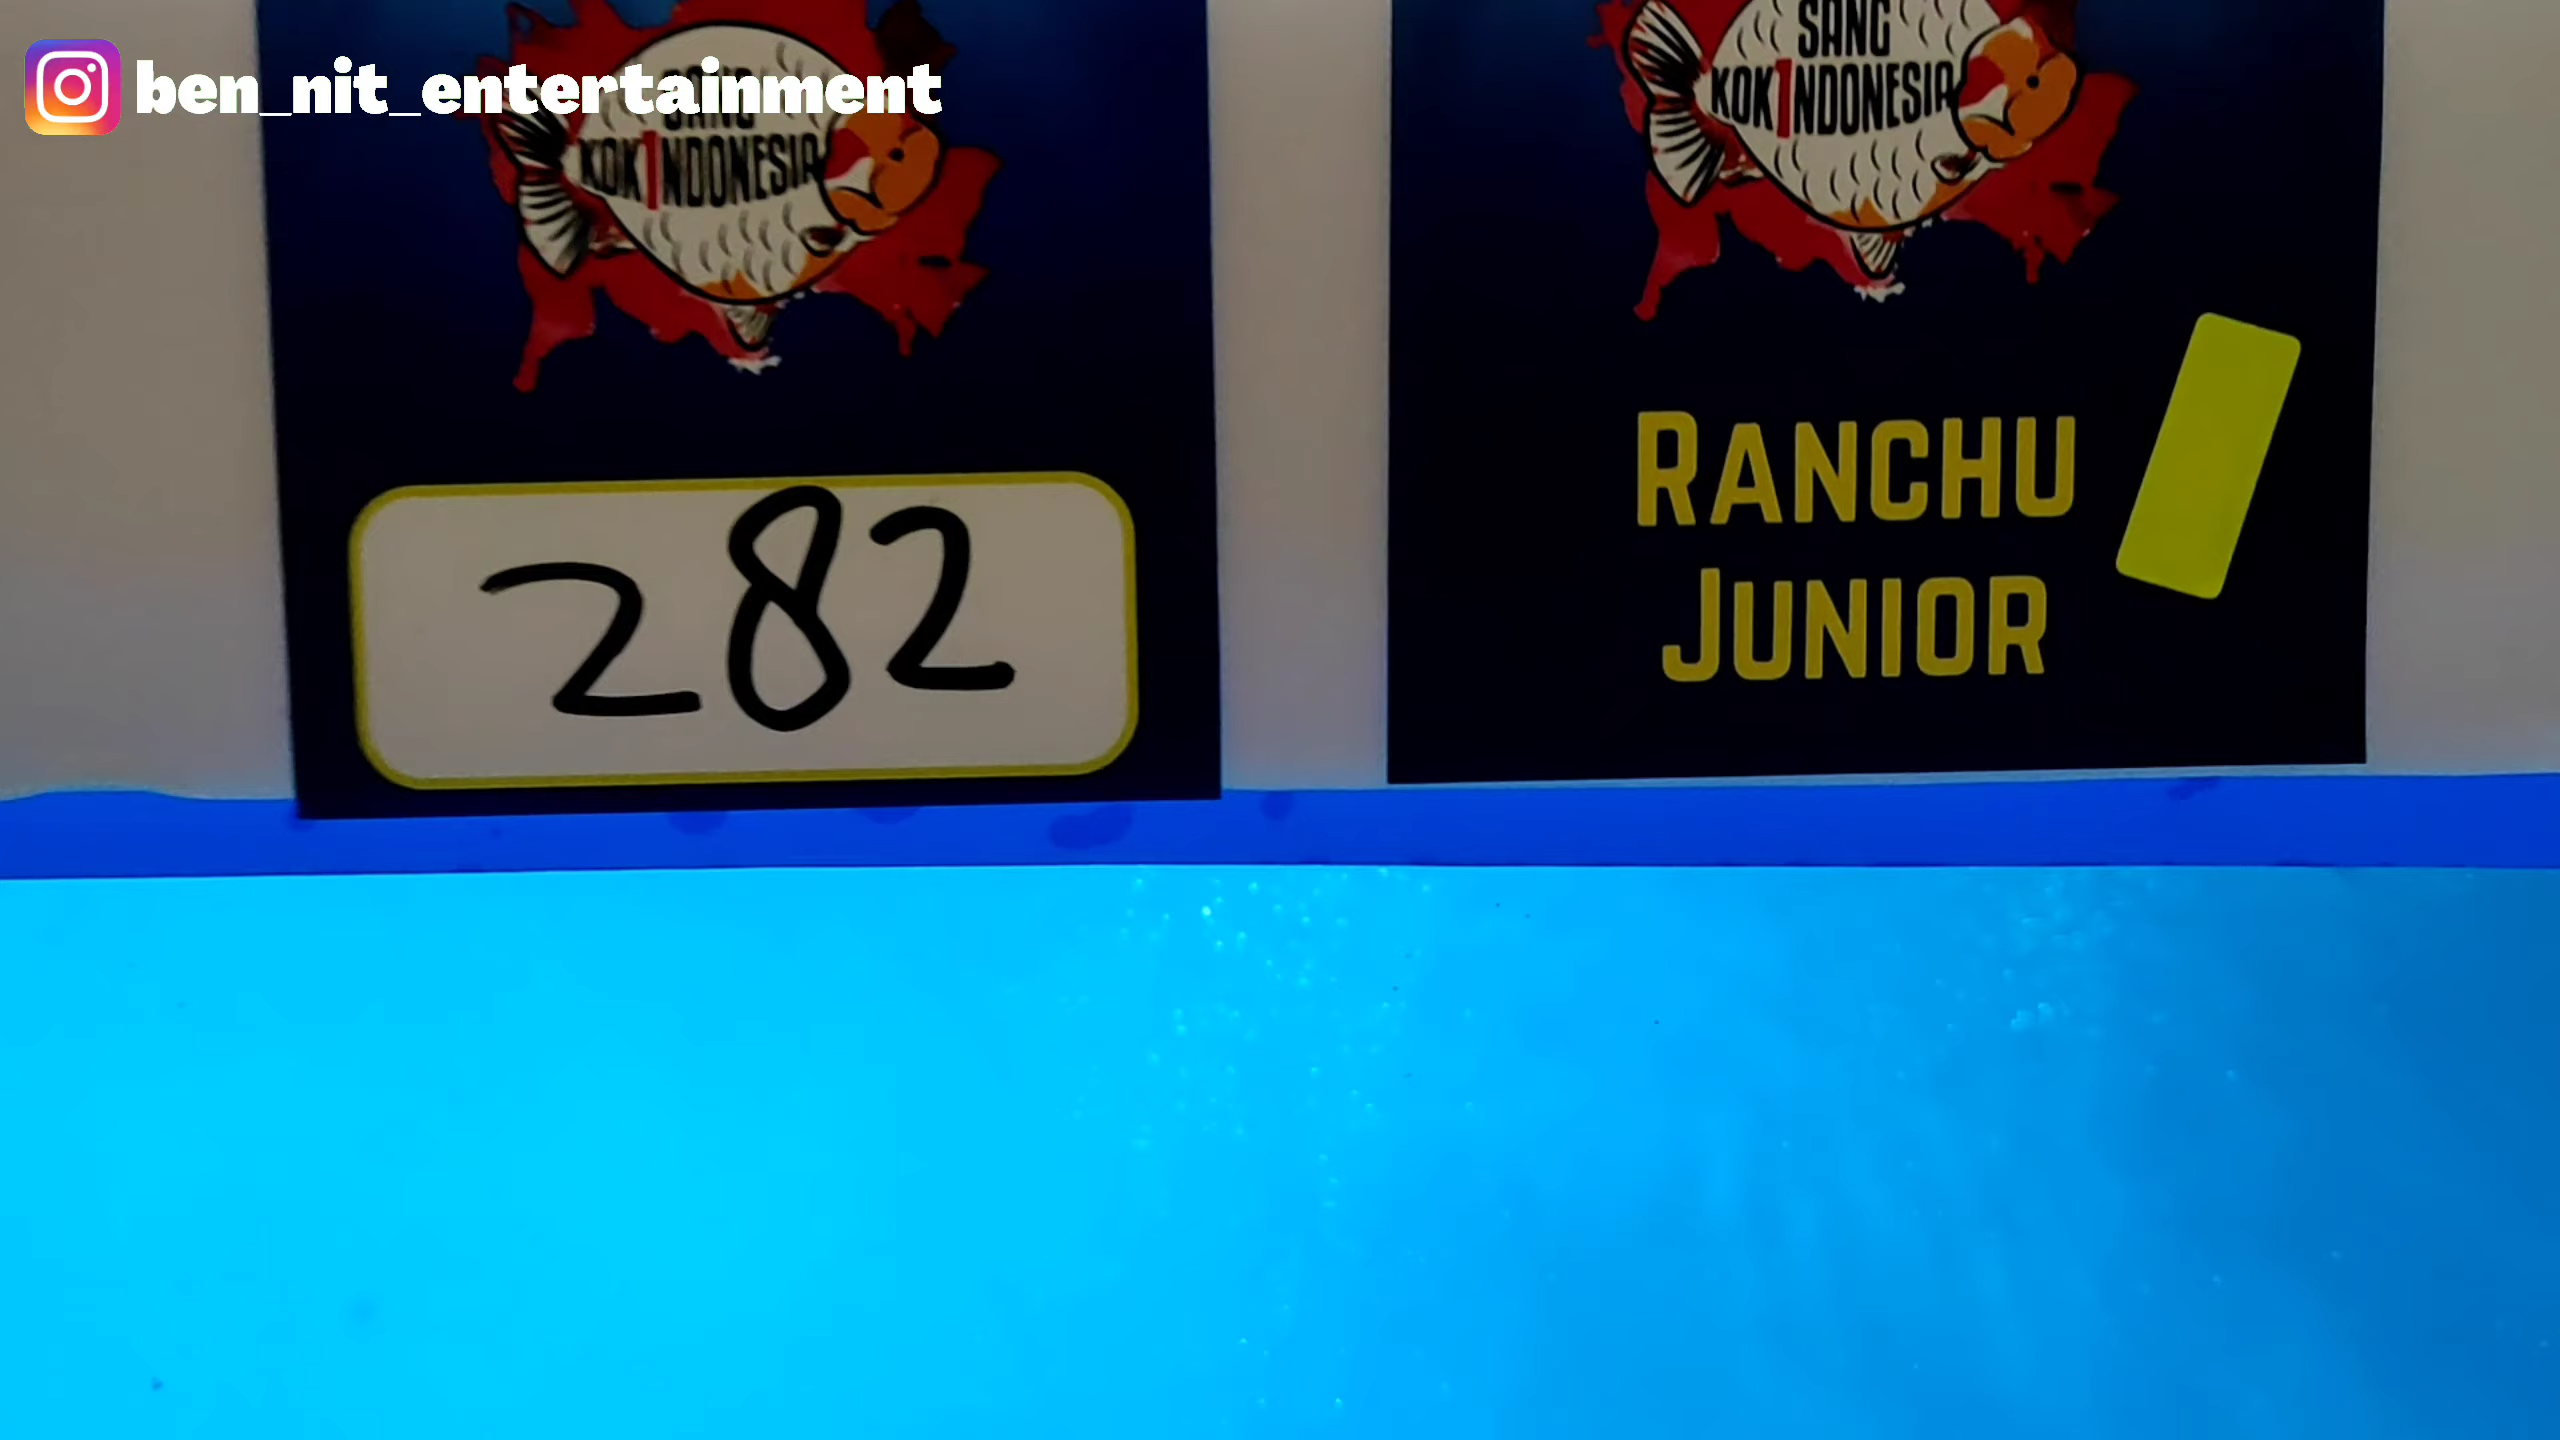 ben_nit_entertainment
SANG
KOK1NDONESIA
282
SANG
KOK1NDONESIA
RANCHU
JUNIOR